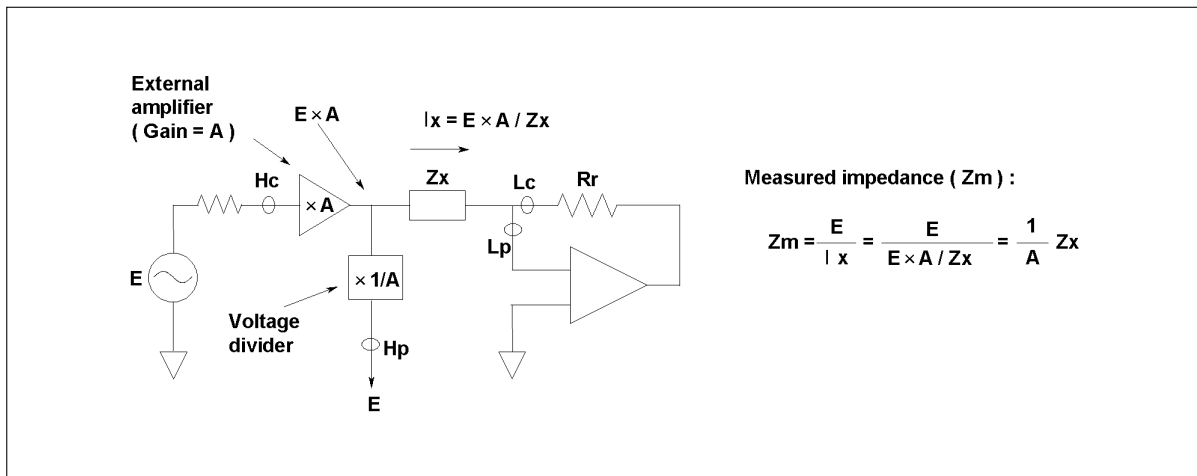 External
amplifier
( Gain = A )
E × A
Ix = E × A / Zx
Hc
× A
Zx
Lc
Rr
Lp
E
× 1/A
Voltage
divider
Hp
E
Measured impedance ( Zm ) :
Zm = E / Ix = E / E × A / Zx = 1 / A Zx